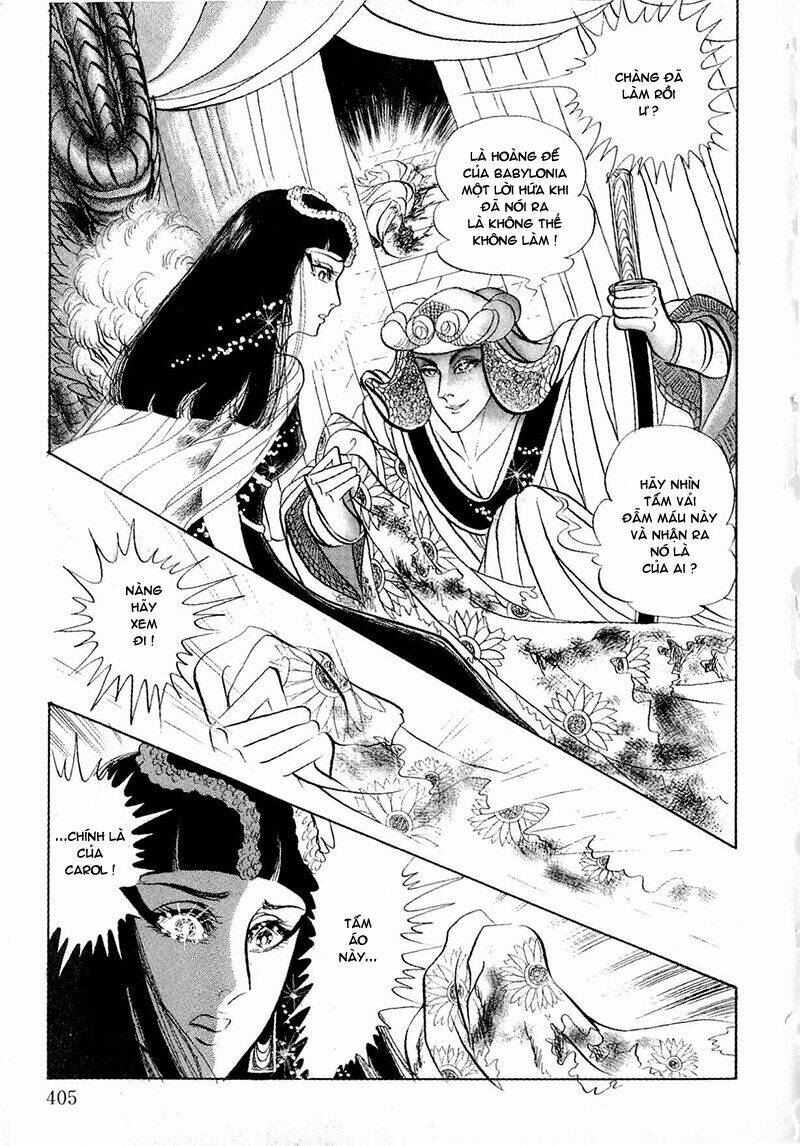 CHÀNG ĐÃ
LÀM RỒI
Ư ?
LÀ HOÀNG ĐẾ
CỦA BABYLONIA
MỘT LỜI HỨA KHI
ĐÃ NÓI RA
LÀ KHÔNG THỂ
KHÔNG LÀM !
HÃY NHÌN
TẤM VẢI
ĐẪM MÁU NÀY
VÀ NHẬN RA
NÓ LÀ
CỦA AI ?
NÀNG
HÃY
XEM
ĐI !
...CHÍNH LÀ
CỦA
CAROL !
TẤM
ÁO
NÀY...
405